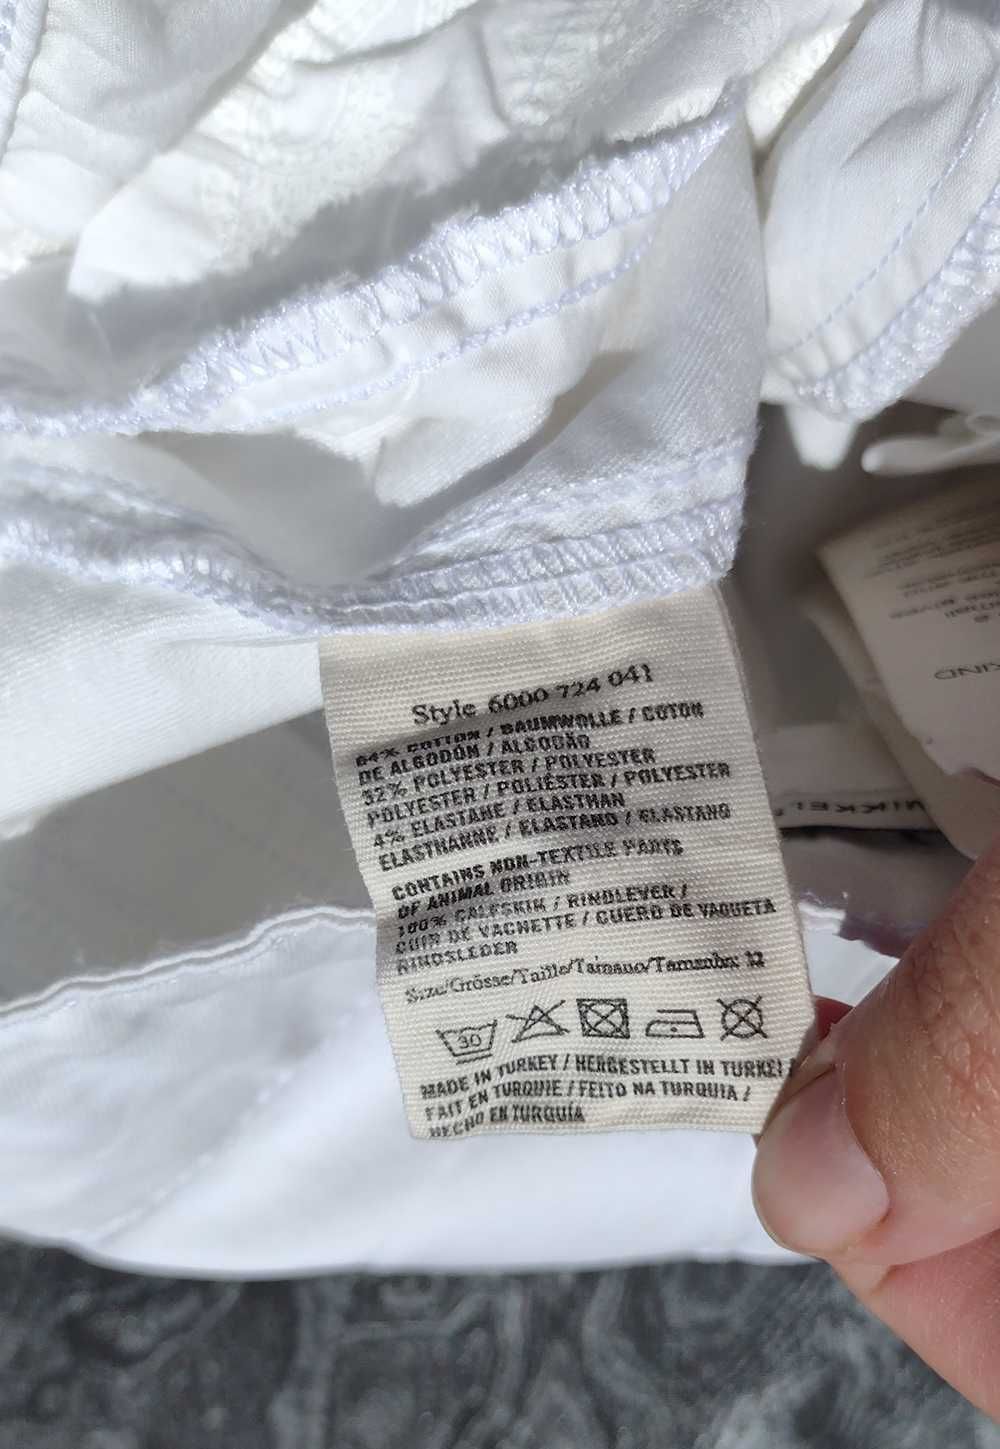 Style 6000 724 041
64% COTTON / BAUMWOLLE / COTON
DE ALGODÓN / ALGODÃO
32% POLYESTER / POLYESTER
POLYESTER / POLIÉSTER / POLYESTER
4% ELASTANE / ELASTHAN
ELASTHANNE / ELASTANO / ELASTANO
CONTAINS NON-TEXTILE PARTS
OF ANIMAL ORIGIN
100% CALFSKIN / RINDLEVER /
CUIR DE VACHETTE / CUERO DE VAQUETA
RINDSLEDER
Size/Grösse/Taille/Tamano/Tamanho: 12
30
MADE IN TURKEY / HERGESTELLT IN TURKEI /
FAIT EN TURQUIE / FEITO NA TURQUIA /
HECHO EN TURQUÍA